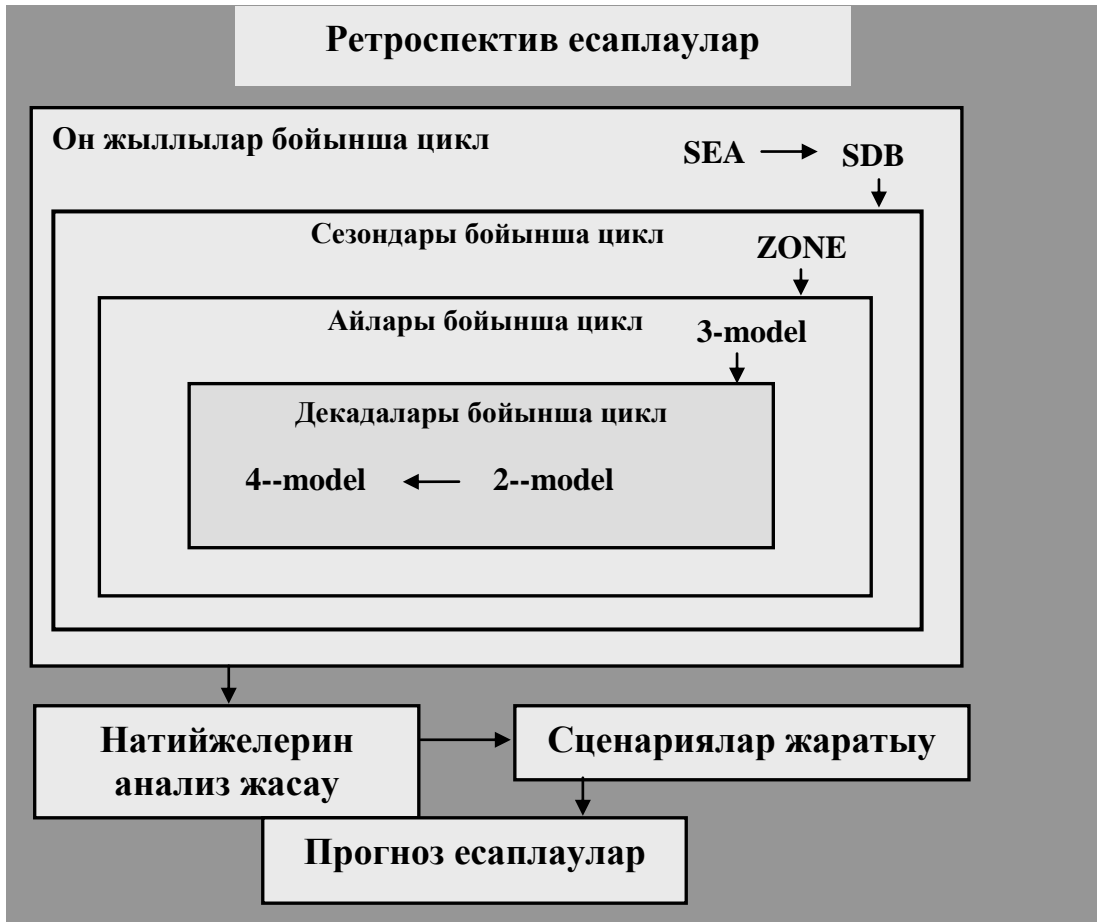 Ретроспектив есаплаулар
Он жыллылар бойынша цикл
SEA
SDB
Сезондары бойынша цикл
ZONE
Айлары бойынша цикл
3-model
Декадалары бойынша цикл
4--model
2--model
Натийжелерин
анализ жасау
Сценариялар жаратыу
Прогноз есаплаулар